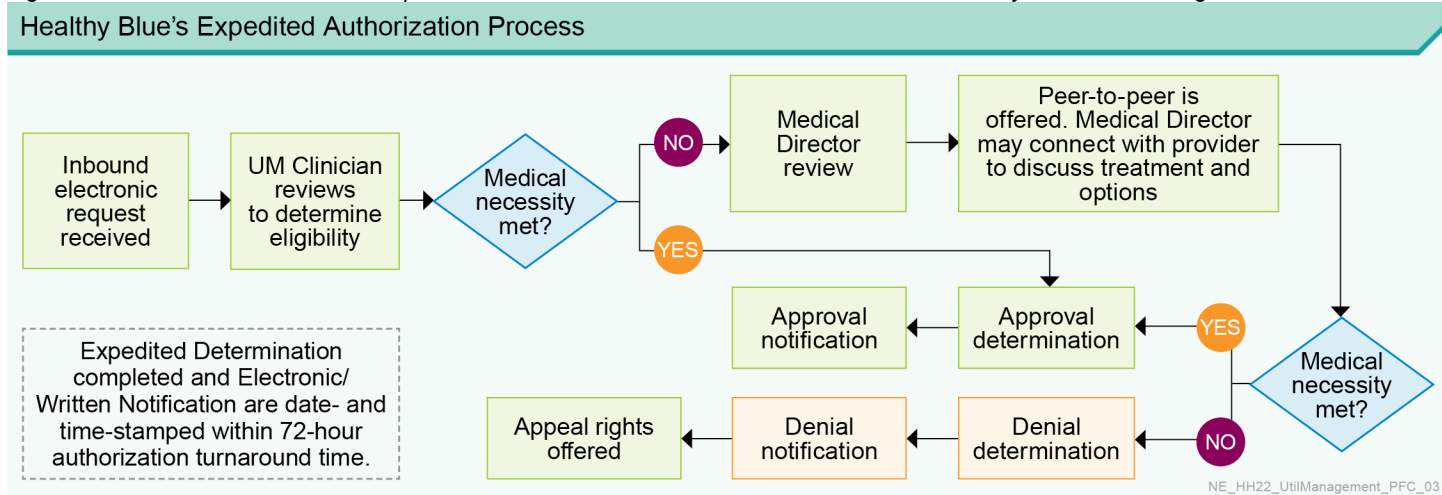 Healthy Blue's Expedited Authorization Process
Inbound
electronic
request
received
UM Clinician
reviews
to determine
eligibility
Medical
necessity
met?
NO
YES
Medical
Director
review
Peer-to-peer is
offered. Medical Director
may connect with provider
to discuss treatment and
options
Approval
notification
Approval
determination
YES
Medical
necessity
met?
NO
Expedited Determination
completed and Electronic/
Written Notification are date- and
time-stamped within 72-hour
authorization turnaround time.
Appeal rights
offered
Denial
notification
Denial
determination
NE_HH22_UtilManagement_PFC_03